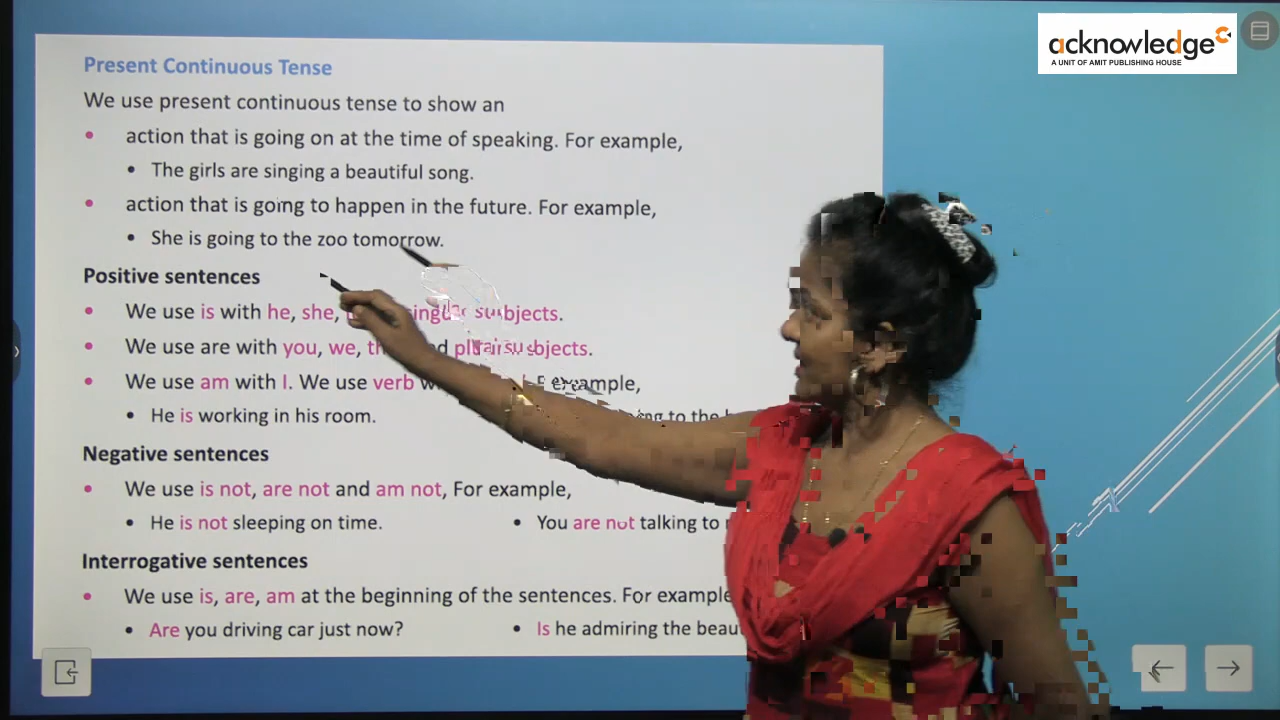 acknowledge
A UNIT OF AMIT PUBLISHING HOUSE
Present Continuous Tense
We use present continuous tense to show an
• action that is going on at the time of speaking. For example,
• The girls are singing a beautiful song.
• action that is going to happen in the future. For example,
• She is going to the zoo tomorrow.
Positive sentences
• We use is with he, she, subjects.
• We use are with you, we, subjects.
• We use am with I. We use verb example,
• He is working in his room. to the
Negative sentences
• We use is not, are not and am not, For example,
• He is not sleeping on time. • You are not talking to
Interrogative sentences
• We use is, are, am at the beginning of the sentences. For example
• Are you driving car just now? • Is he admiring the